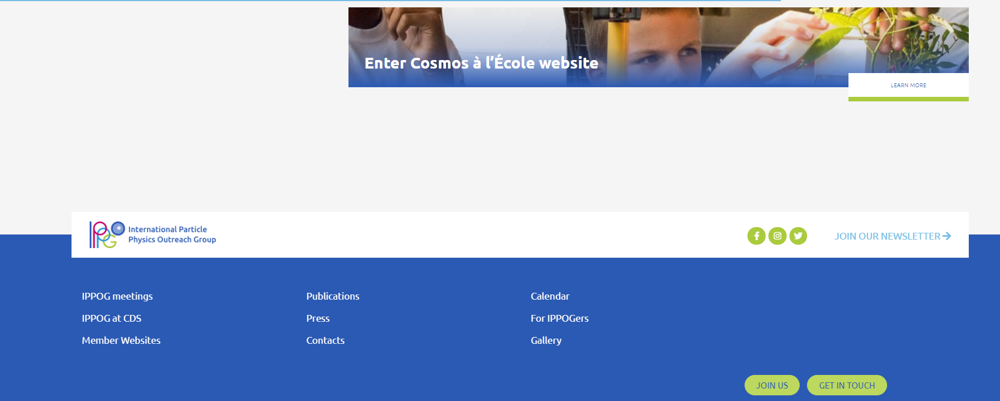 Enter Cosmos à l’École website
LEARN MORE
International Particle
Physics Outreach Group
JOIN OUR NEWSLETTER
IPPOG meetings
Publications
Calendar
IPPOG at CDS
Press
For IPPOGers
Member Websites
Contacts
Gallery
JOIN US
GET IN TOUCH